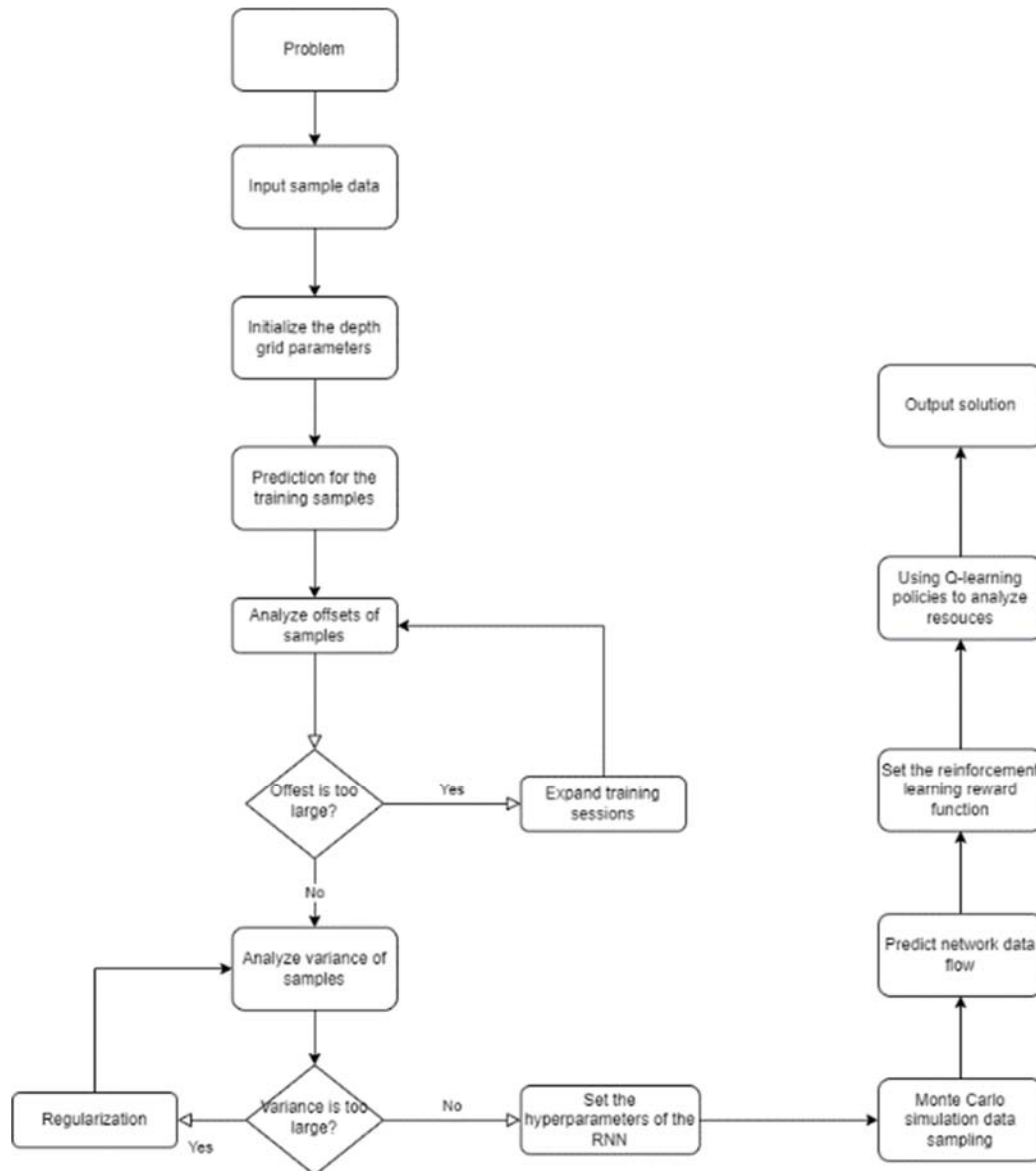 Problem
Input sample data
Initialize the depth
grid parameters
Prediction for the
training samples
Analyze offsets of
samples
Offest is too
large?
Yes
Expand training
sessions
No
Analyze variance of
samples
Variance is too
large?
Yes
Regularization
No
Set the
hyperparameters of the
RNN
Monte Carlo
simulation data
sampling
Predict network data
flow
Set the reinforcement
learning reward
function
Using Q-learning
policies to analyze
resouces
Output solution